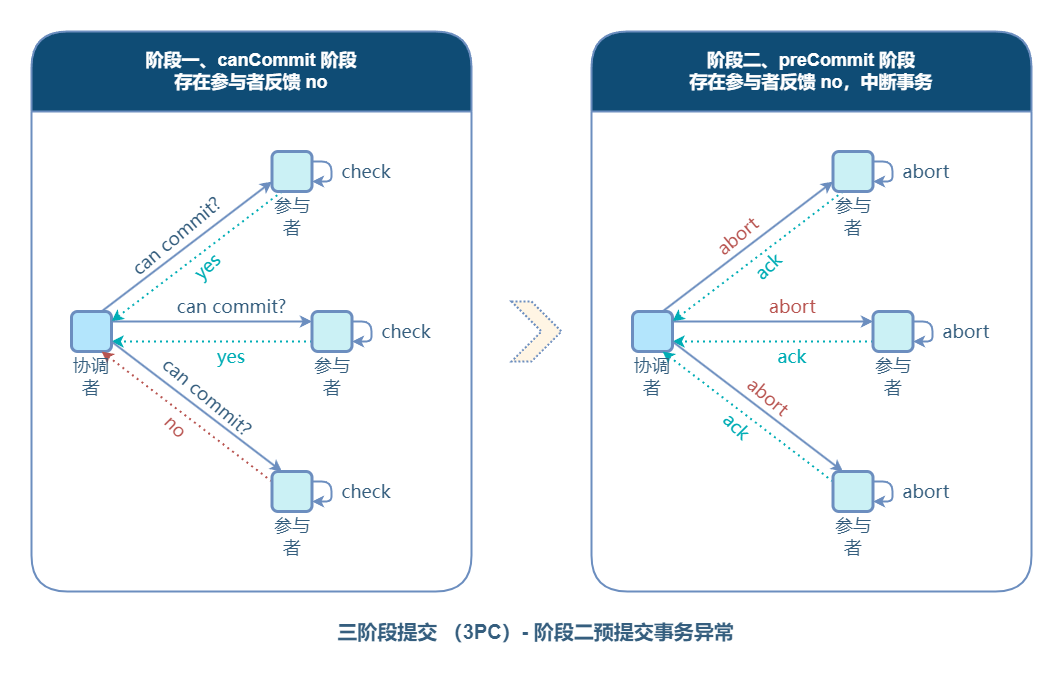 阶段一、canCommit 阶段
存在参与者反馈 no
check
参与
者
can commit?
yes
can commit?
check
yes
协调
者
参与
者
can commit?
no
check
参与
者
阶段二、preCommit 阶段
存在参与者反馈 no，中断事务
abort
参与
者
abort
ack
abort
abort
ack
协调
者
参与
者
abort
ack
abort
参与
者
三阶段提交 （3PC）- 阶段二预提交事务异常